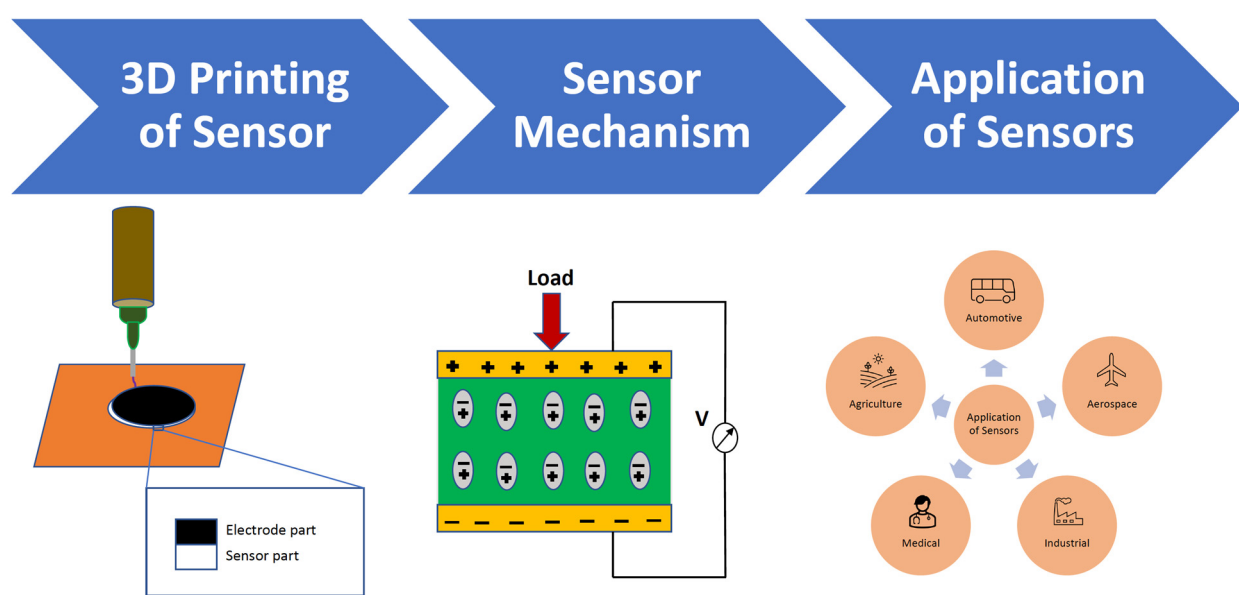 3D Printing
of Sensor
Sensor
Mechanism
Application
of Sensors
Electrode part
Sensor part
Load
+ + + + + + +
− − − − −
+ + + + +
− − − − −
+ + + + +
− − − − − − −
V
Automotive
Agriculture
Aerospace
Application
of Sensors
Medical
Industrial